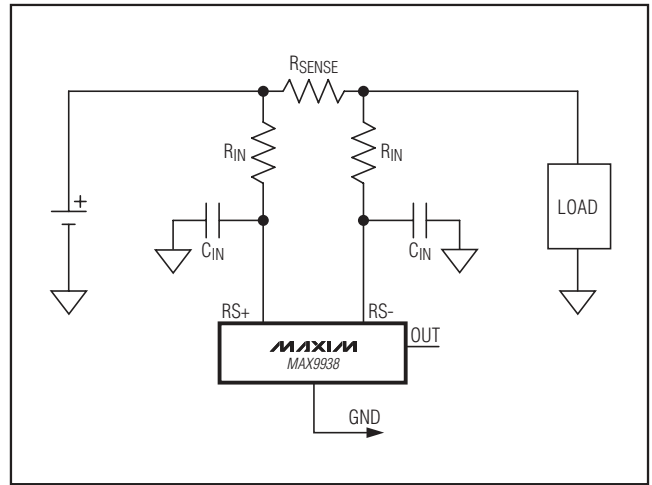 RSENSE
RIN
RIN
+
LOAD
CIN
CIN
RS+
RS-
MAXIM
OUT
MAX9938
GND